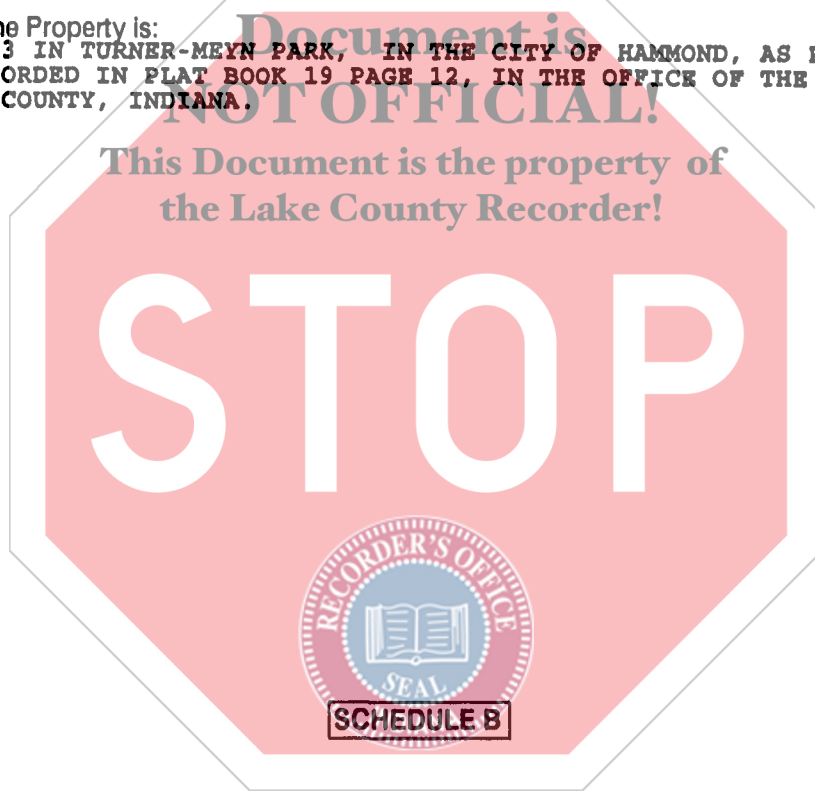 he Property is:
Document is
3 IN TURNER-MEYN PARK, IN THE CITY OF HAMMOND, AS
ORDED IN PLAT BOOK 19 PAGE 12, IN THE OFFICE OF THE
COUNTY, INDIANA.
NOT OFFICIAL!
This Document is the property of
the Lake County Recorder!
STOP
RECORDER'S OFFICE
SEAL
SCHEDULE B